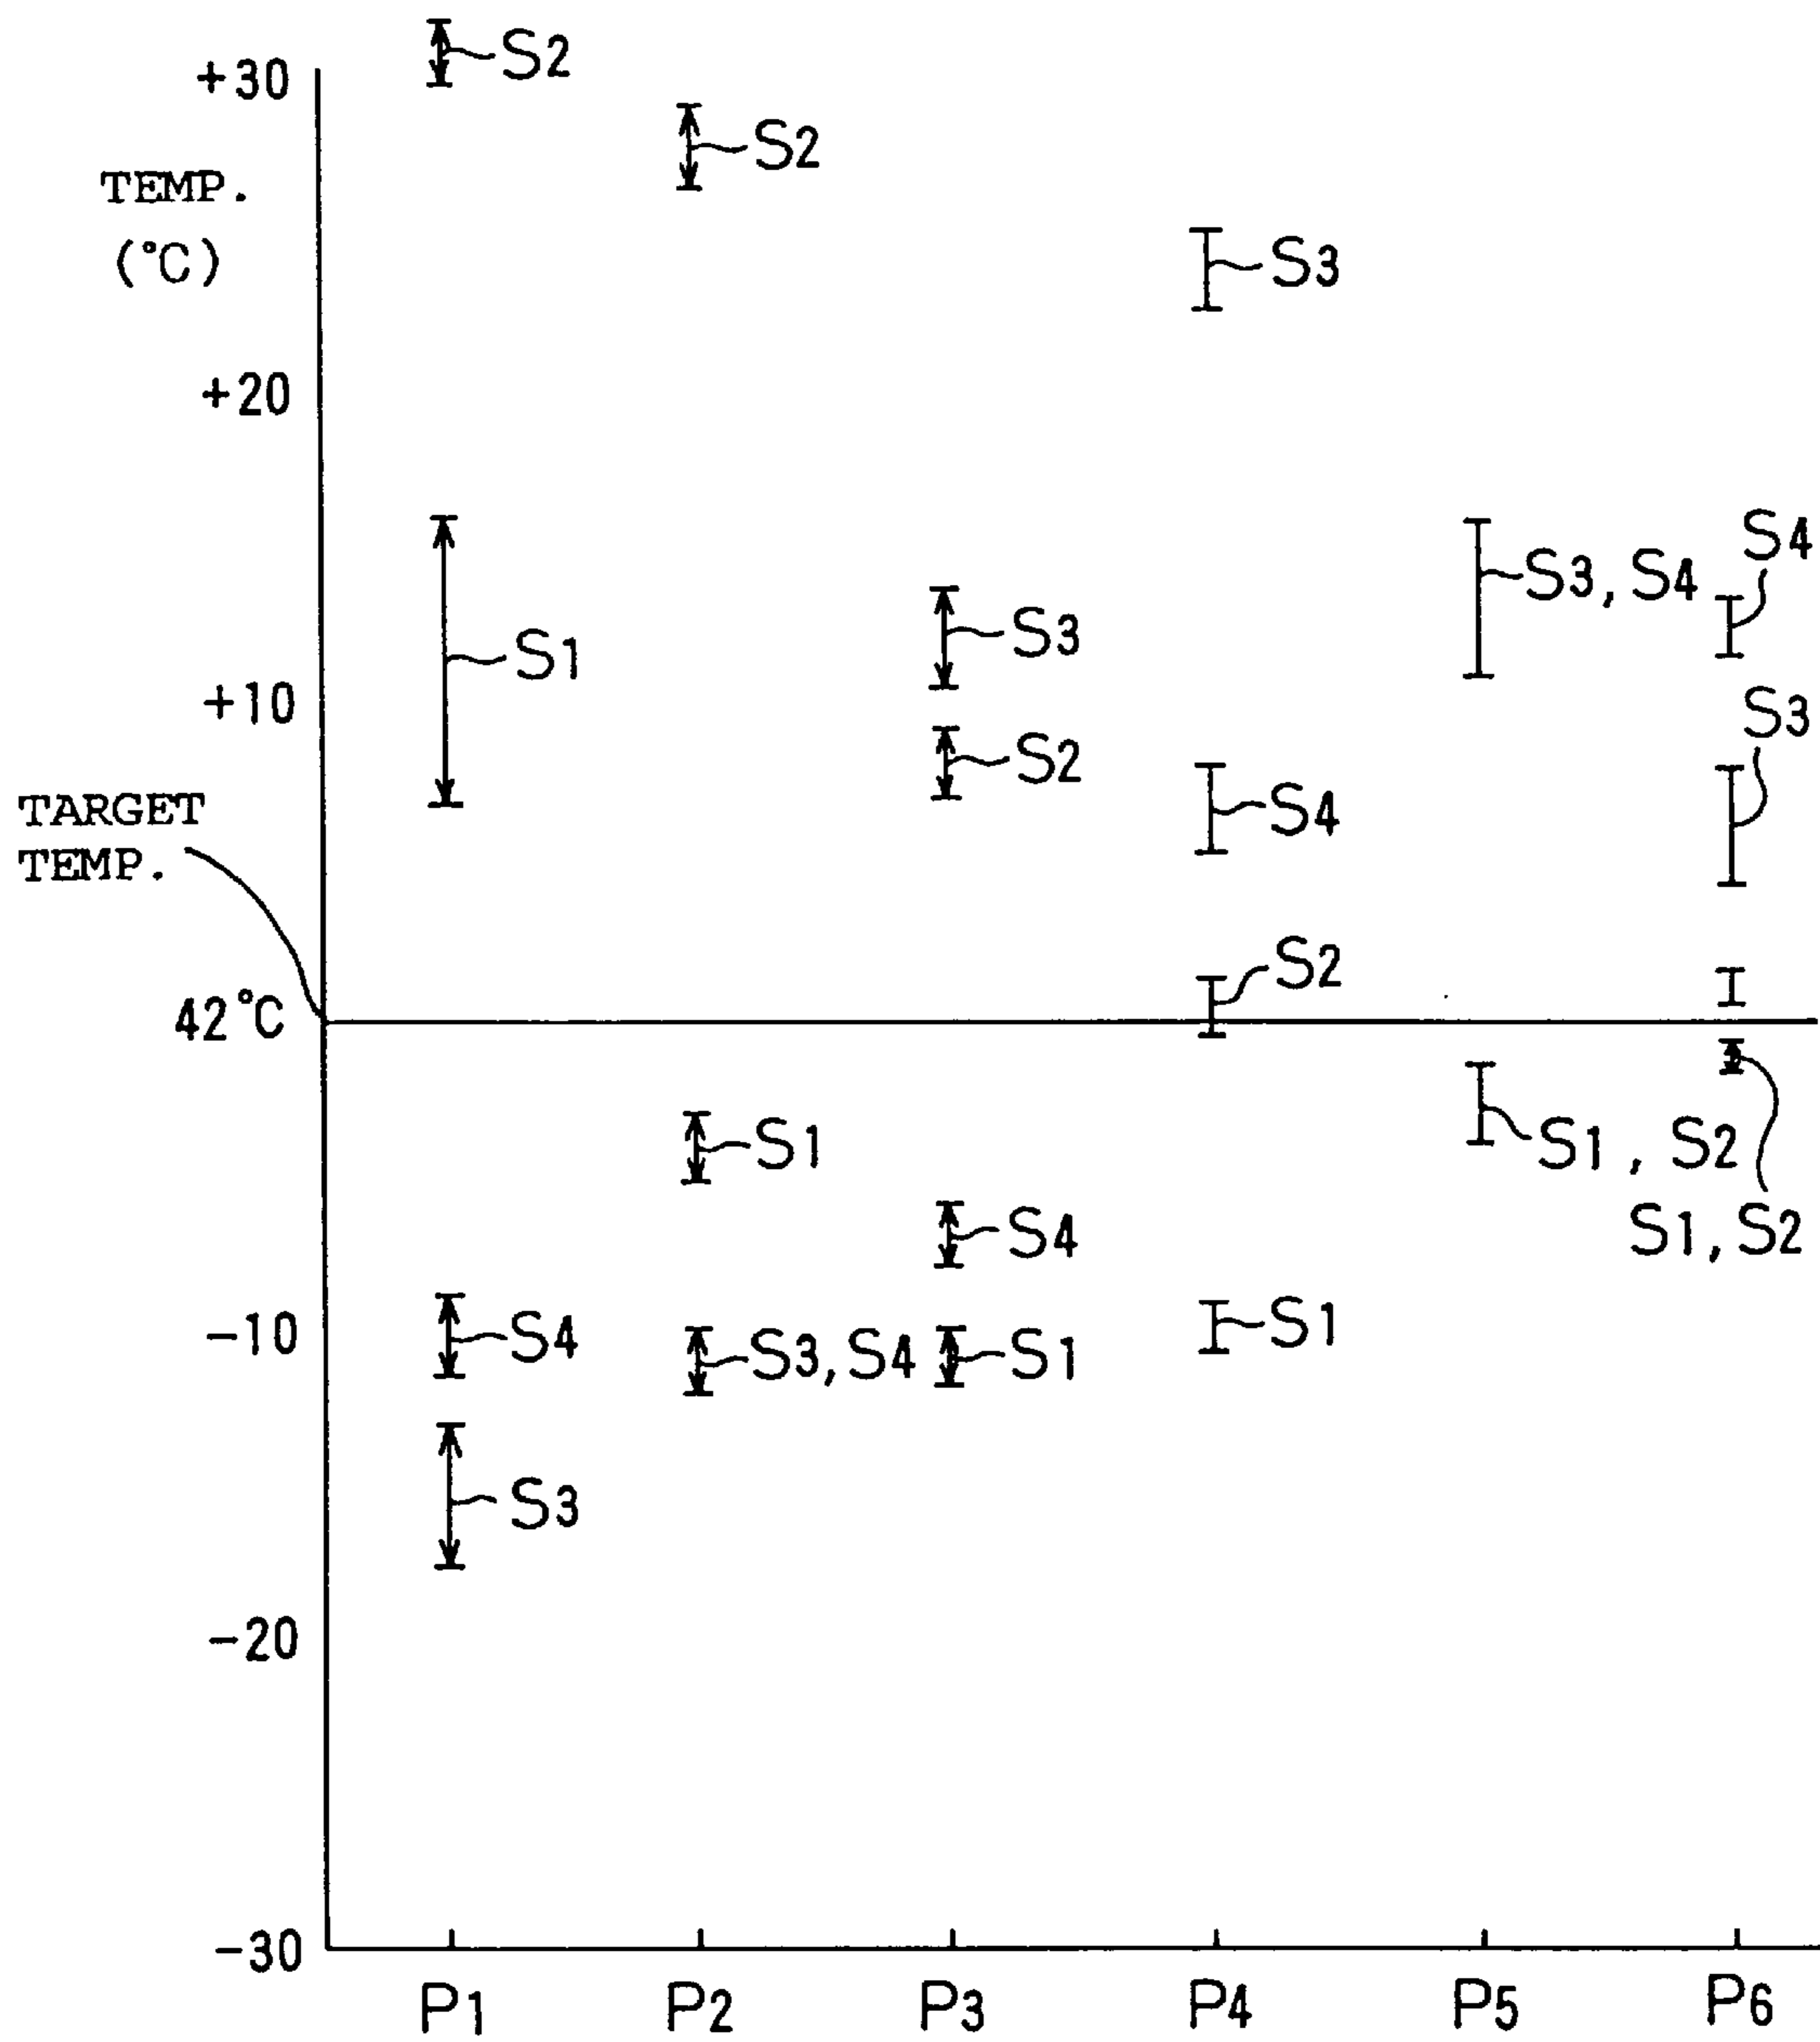 S2
+30
S2
TEMP.
(°C)
S3
+20
S4
S3, S4
S1
S3
+10
S3
S2
S4
TARGET
TEMP.
S2
42°C
S1
S1, S2
S4
S1, S2
-10
S4
S3, S4
S1
S1
S3
-20
-30
P1
P2
P3
P4
P5
P6